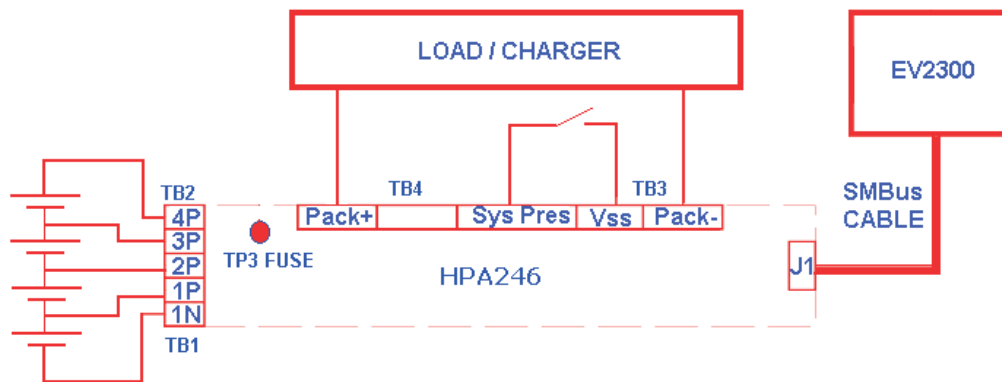 LOAD / CHARGER
EV2300
TB2
TB4
TB3
SMBus
CABLE
4P
3P
2P
1P
1N
Pack+
Sys Pres
Vss
Pack-
TP3 FUSE
HPA246
J1
TB1